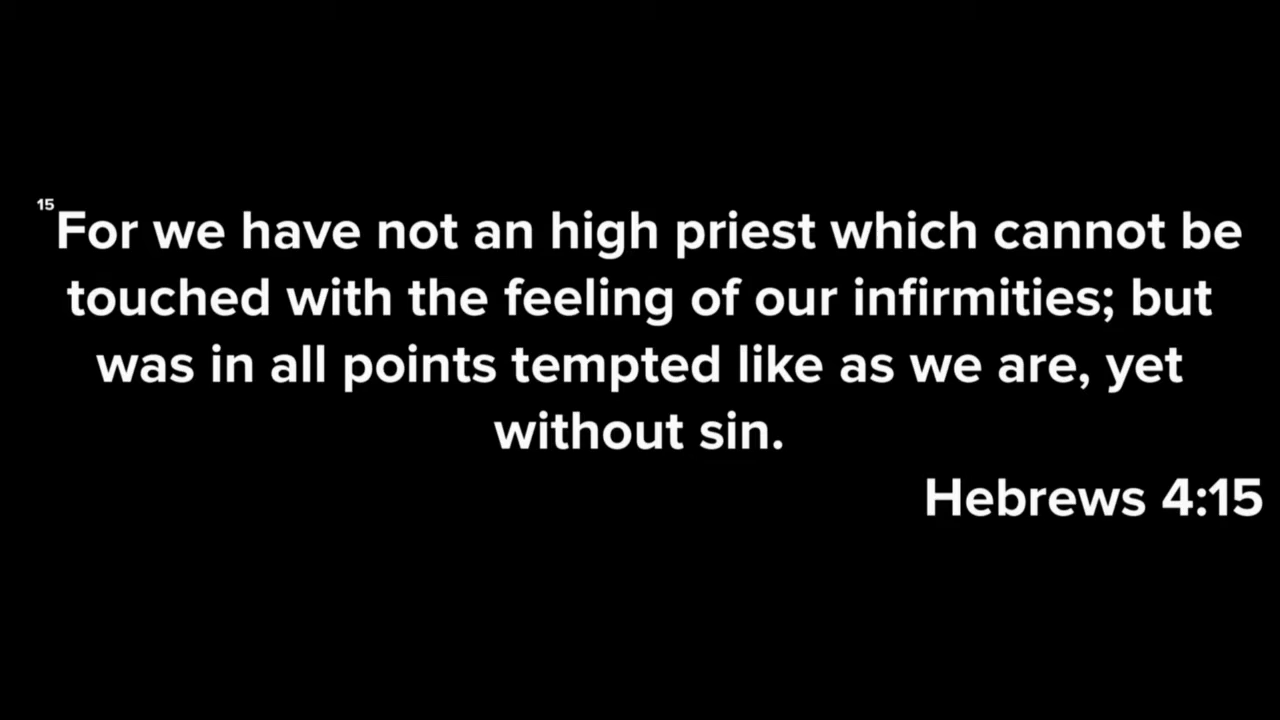 15 For we have not an high priest which cannot be
touched with the feeling of our infirmities; but
was in all points tempted like as we are, yet
without sin.
Hebrews 4:15